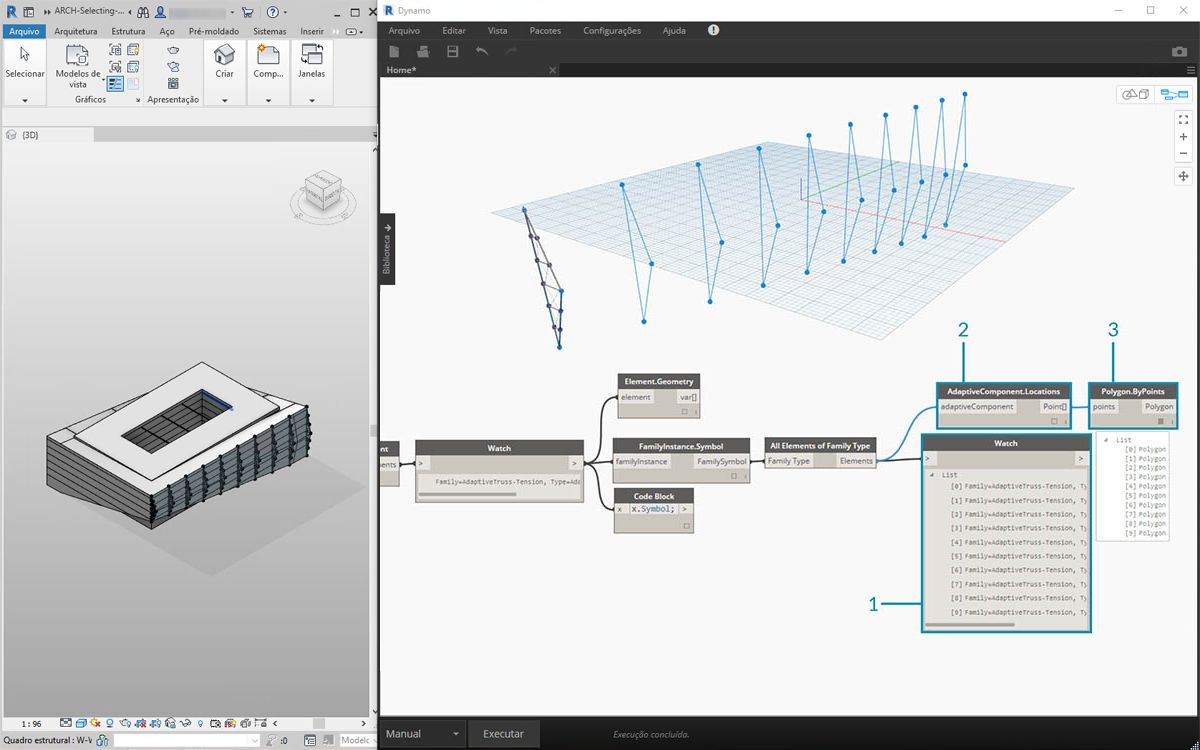 ARCH-Selecting-...
Arquivo Arquitetura Estrutura Aço Pré-moldado Sistemas Inserir
Selecionar
Modelos de vista
Criar
Comp...
Janelas
Gráficos
Apresentação
{3D}
1 : 96
Quadro estrutural : W-V
:0
Modelc
Dynamo
Arquivo Editar Vista Pacotes Configurações Ajuda
Home*
Biblioteca
2
3
Element.Geometry
element var[]
AdaptiveComponent.Locations
adaptiveComponent Point[]
Polygon.ByPoints
points Polygon
nt
ents
Watch
> >
Family=AdaptiveTruss-Tension, Type=Ada
FamilyInstance.Symbol
familyInstance FamilySymbol
All Elements of Family Type
Family Type Elements
Code Block
x x.Symbol; >
Watch
> >
List
[0] Family=AdaptiveTruss-Tension, Ty
[1] Family=AdaptiveTruss-Tension, Ty
[2] Family=AdaptiveTruss-Tension, Ty
[3] Family=AdaptiveTruss-Tension, Ty
[4] Family=AdaptiveTruss-Tension, Ty
[5] Family=AdaptiveTruss-Tension, Ty
[6] Family=AdaptiveTruss-Tension, Ty
[7] Family=AdaptiveTruss-Tension, Ty
[8] Family=AdaptiveTruss-Tension, Ty
[9] Family=AdaptiveTruss-Tension, Ty
List
[0] Polygon
[1] Polygon
[2] Polygon
[3] Polygon
[4] Polygon
[5] Polygon
[6] Polygon
[7] Polygon
[8] Polygon
[9] Polygon
1
Manual
Executar
Execução concluída.